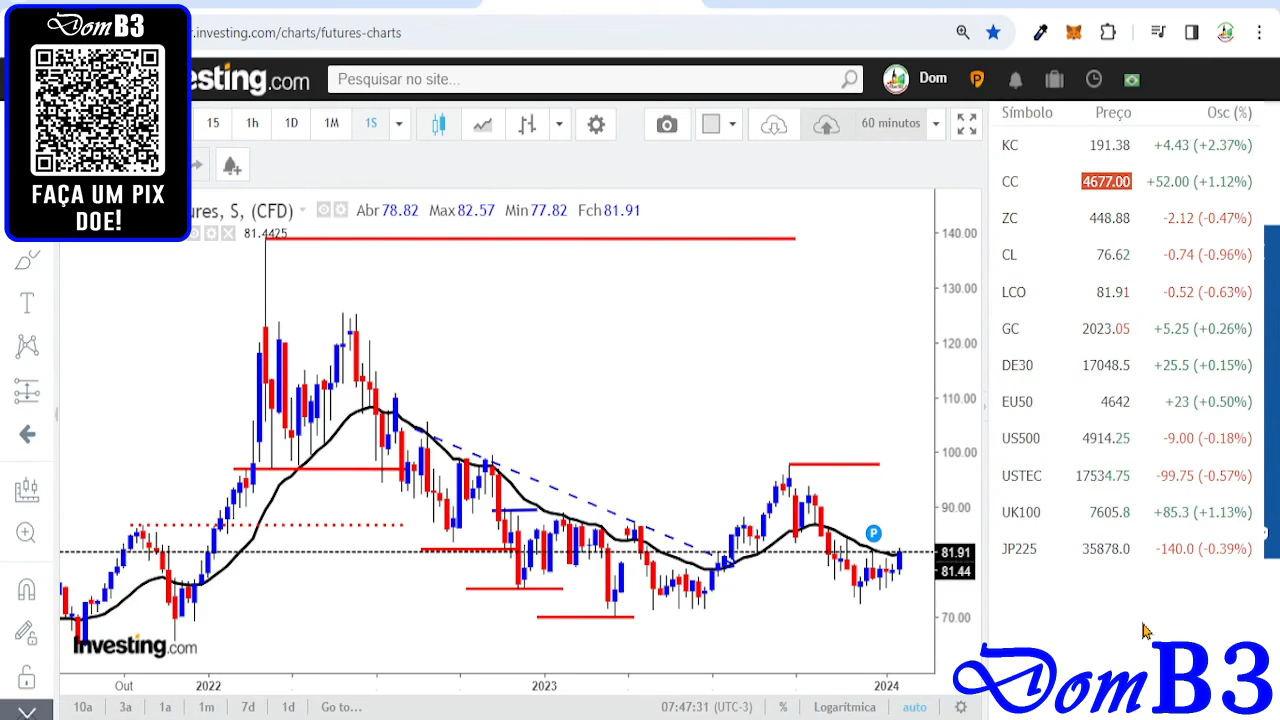 DomB3
FAÇA UM PIX
DOE!
r.investing.com/charts/futures-charts
vesting.com
Pesquisar no site...
Dom
15 1h 1D 1M 1S
60 minutos
ures, S, (CFD) Abr 78.82 Max 82.57 Min 77.82 Fch 81.91
81.4425
140.00
130.00
120.00
110.00
100.00
90.00
81.91
81.44
70.00
P
Investing.com
Out 2022 2023 2024
10a 3a 1a 1m 7d 1d Go to... 07:47:31 (UTC-3) % Logarítmica auto
Símbolo Preço Osc (%)
KC 191.38 +4.43 (+2.37%)
CC 4677.00 +52.00 (+1.12%)
ZC 448.88 -2.12 (-0.47%)
CL 76.62 -0.74 (-0.96%)
LCO 81.91 -0.52 (-0.63%)
GC 2023.05 +5.25 (+0.26%)
DE30 17048.5 +25.5 (+0.15%)
EU50 4642 +23 (+0.50%)
US500 4914.25 -9.00 (-0.18%)
USTEC 17534.75 -99.75 (-0.57%)
UK100 7605.8 +85.3 (+1.13%)
JP225 35878.0 -140.0 (-0.39%)
DomB3